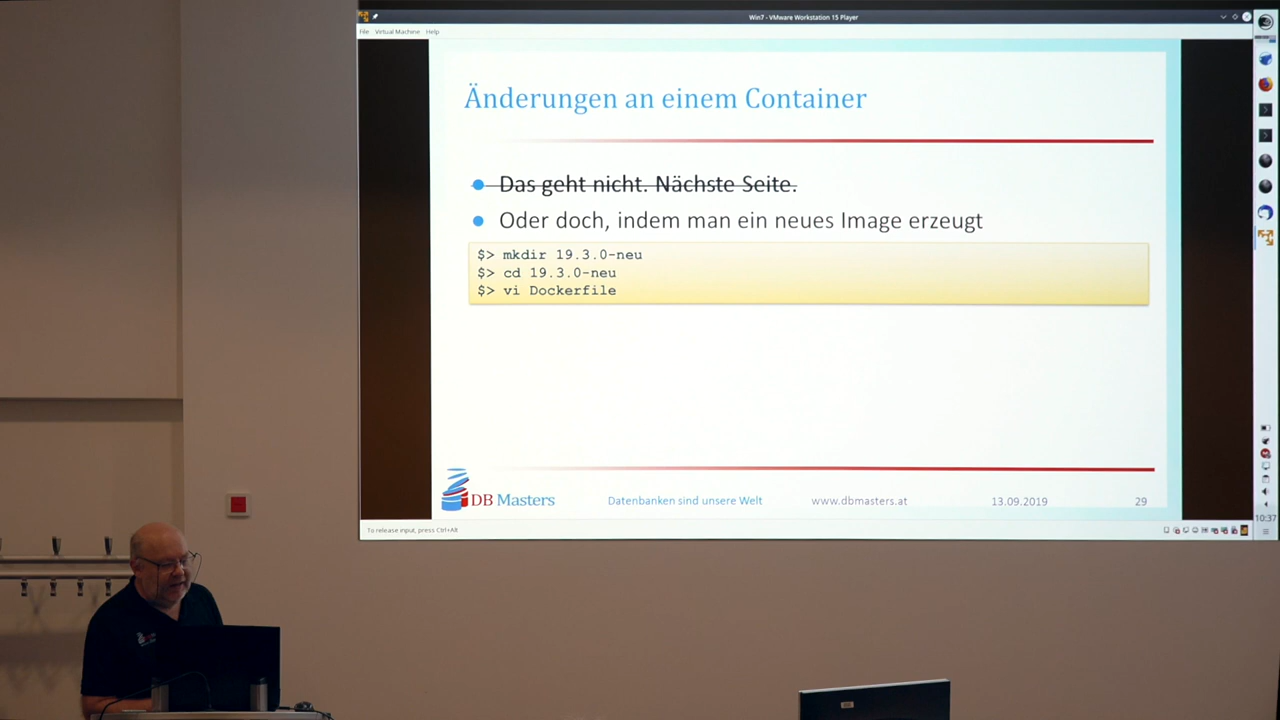 Win7 - VMware Workstation 15 Player
File Virtual Machine Help
Änderungen an einem Container
Das geht nicht. Nächste Seite.
Oder doch, indem man ein neues Image erzeugt
$> mkdir 19.3.0-neu
$> cd 19.3.0-neu
$> vi Dockerfile
DB Masters
Datenbanken sind unsere Welt
www.dbmasters.at
13.09.2019
29
10:37
To release input, press Ctrl+Alt